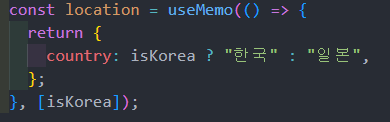 const location = useMemo(() => {
return {
country: isKorea ? "한국" : "일본",
};
}, [isKorea]);